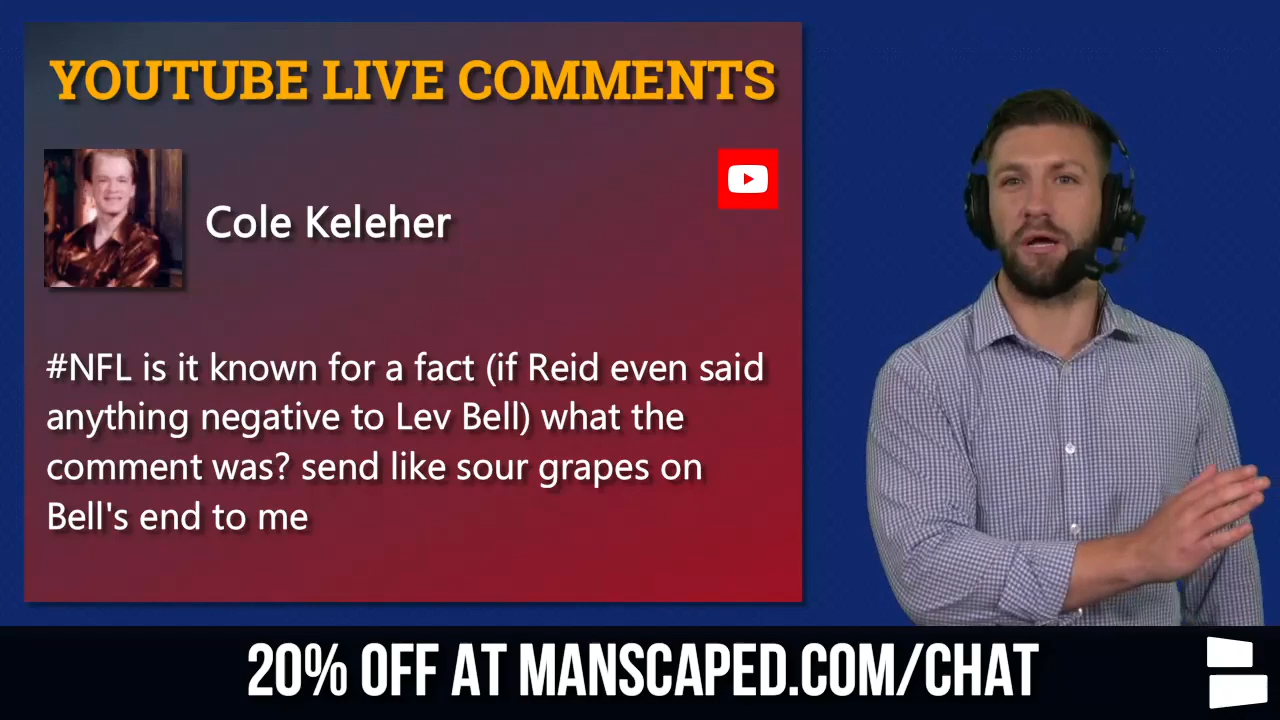 YOUTUBE LIVE COMMENTS
Cole Keleher
#NFL is it known for a fact (if Reid even said
anything negative to Lev Bell) what the
comment was? send like sour grapes on
Bell's end to me
20% OFF AT MANSCAPED.COM/CHAT